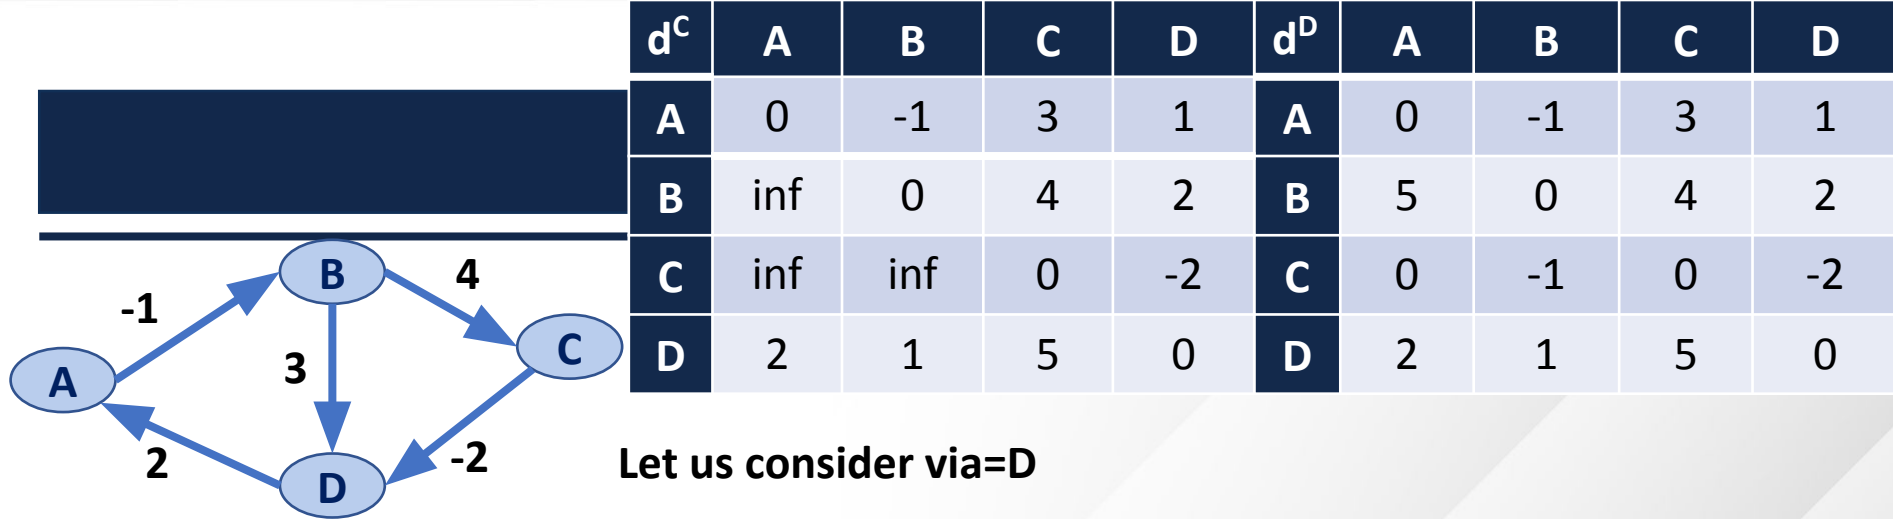 d^C A B C D d^D A B C D
A 0 -1 3 1 A 0 -1 3 1
B inf 0 4 2 B 5 0 4 2
C inf inf 0 -2 C 0 -1 0 -2
D 2 1 5 0 D 2 1 5 0
B
4
-1
3
C
A
2
-2
D
Let us consider via=D